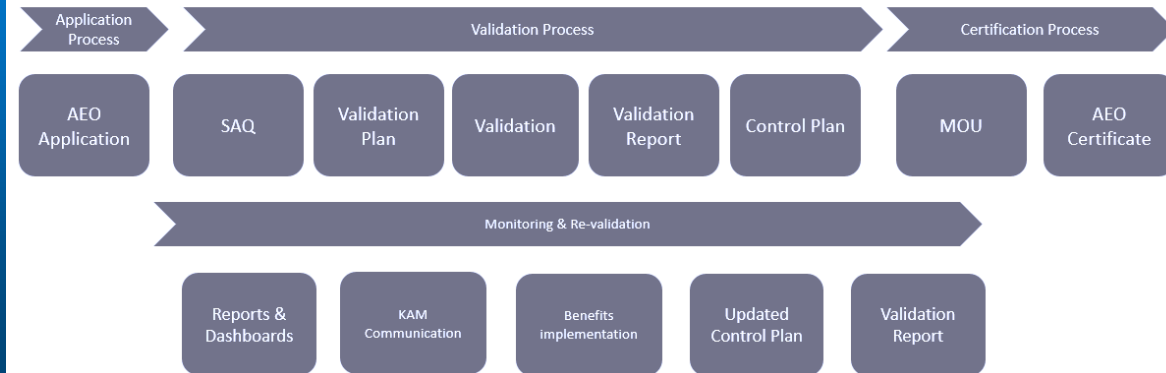 Application
Process
Validation Process
Certification Process
AEO
Application
SAQ
Validation
Plan
Validation
Validation
Report
Control Plan
MOU
AEO
Certificate
Monitoring & Re-validation
Reports &
Dashboards
KAM
Communication
Benefits
implementation
Updated
Control Plan
Validation
Report